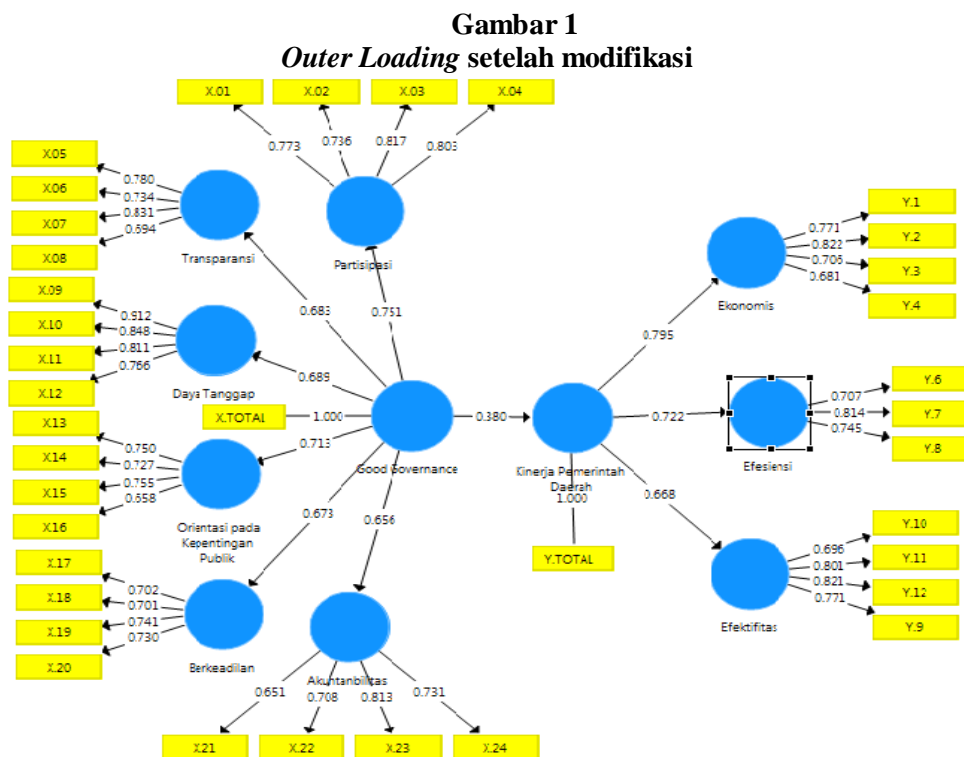 Gambar 1
Outer Loading setelah modifikasi
X.01
X.02
X.03
X.04
0.773
0.736
0.817
0.803
Partisipasi
X.05
X.06
X.07
X.08
0.780
0.734
0.831
0.594
Transparansi
X.09
X.10
X.11
X.12
0.912
0.848
0.811
0.766
Daya Tanggap
X.13
X.14
X.15
X.16
0.750
0.727
0.755
0.558
Orientasi pada
Kepentingan
Publik
X.17
X.18
X.19
X.20
0.702
0.701
0.741
0.730
Berkeadilan
X.21
X.22
X.23
X.24
0.651
0.708
0.813
0.731
Akuntanbilitas
0.683
0.751
0.689
X.TOTAL
1.000
0.713
0.673
0.656
Good Governance
0.380
Kinerja Pemerintah
Daerah
1.000
Y.TOTAL
0.795
0.722
0.668
Ekonomis
0.771
0.822
0.706
0.681
Y.1
Y.2
Y.3
Y.4
Efesiensi
0.707
0.814
0.745
Y.6
Y.7
Y.8
Efektifitas
0.696
0.801
0.821
0.771
Y.10
Y.11
Y.12
Y.9